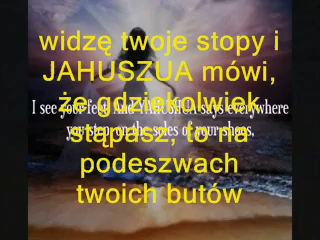 widzę twoje stopy i
JAHUSZUA mówi,
że gdziekolwiek
stąpasz, to na
podeszwach
twoich butów
I see your feet. And YAHUSHUA says everywhere
you step, on the soles of your shoes,